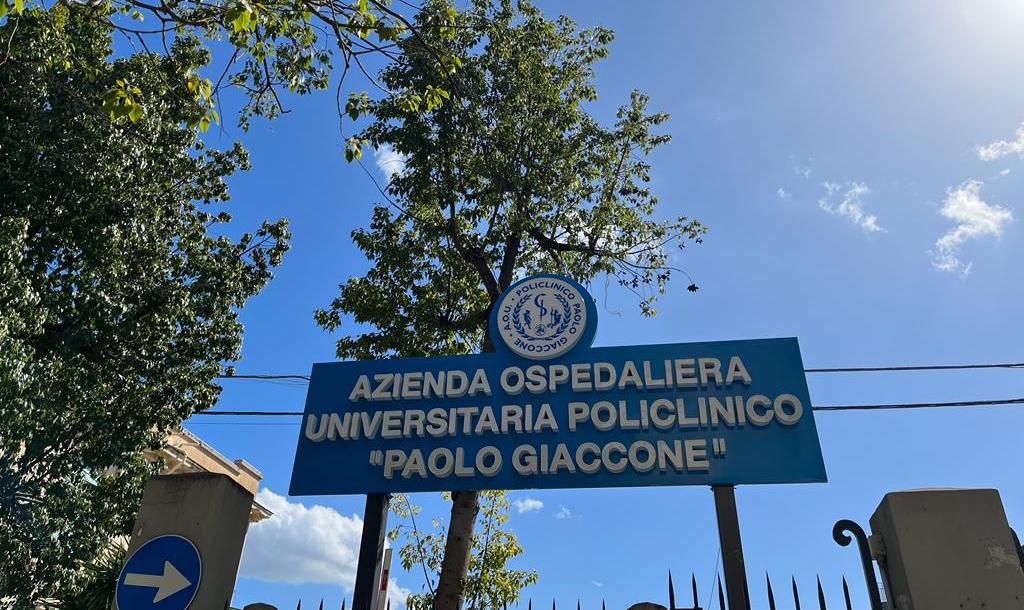 A.O.U. · POLICLINICO PAOLO GIACCONE ·
AZIENDA OSPEDALIERA
UNIVERSITARIA POLICLINICO
"PAOLO GIACCONE"